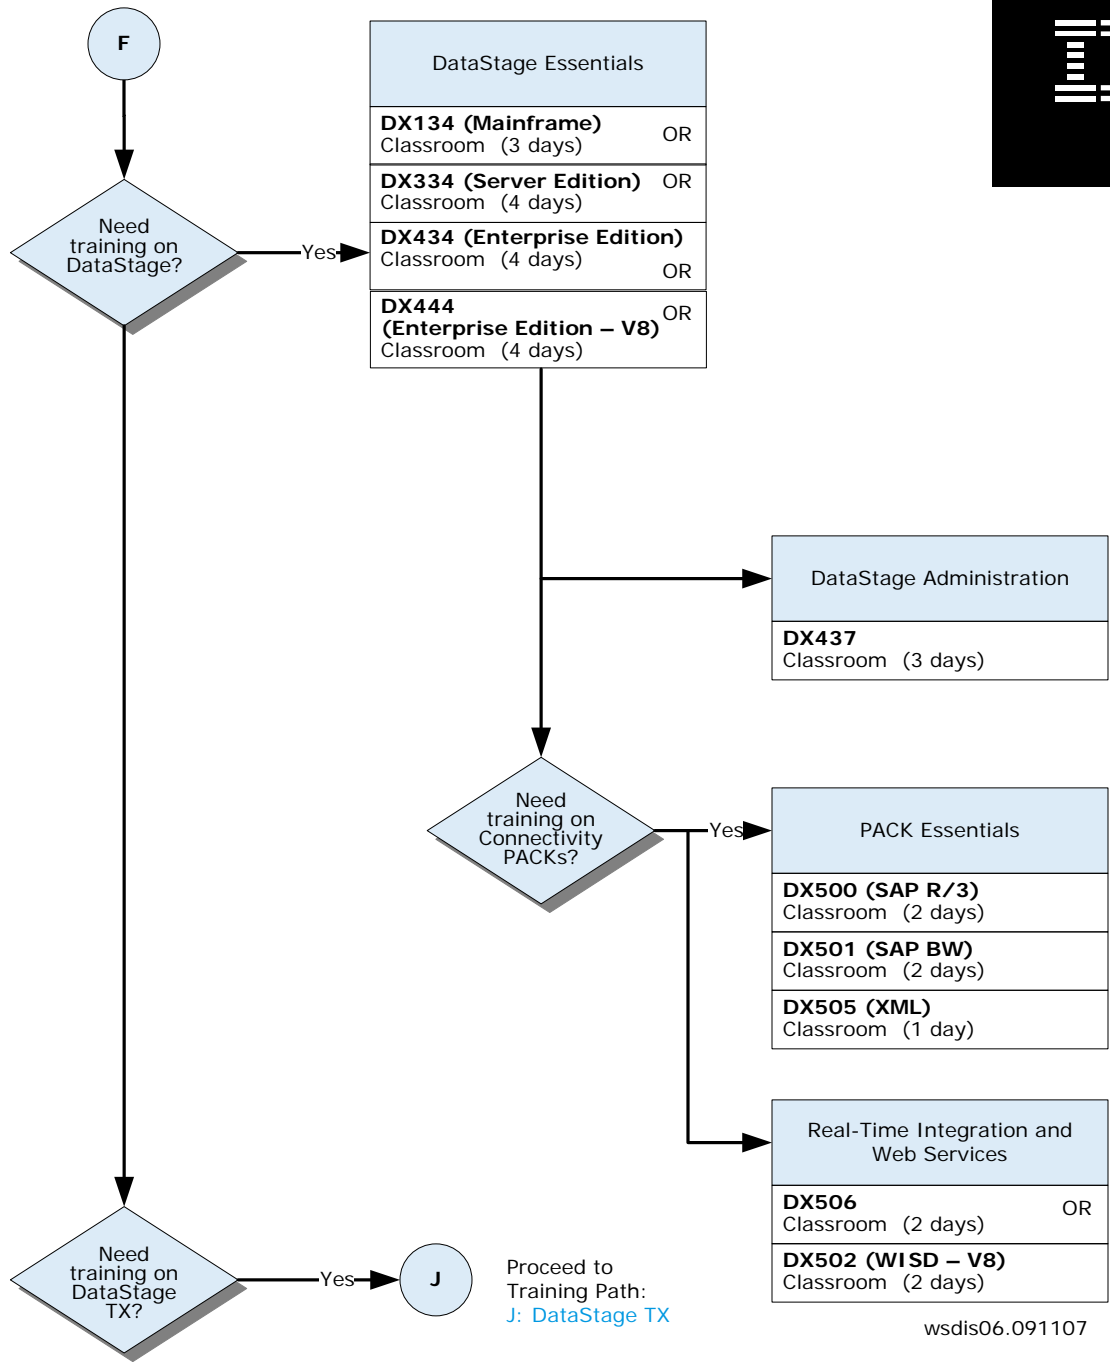 F
DataStage Essentials
DX134 (Mainframe)
Classroom (3 days)
OR
DX334 (Server Edition)
OR
Classroom (4 days)
DX434 (Enterprise Edition)
Classroom (4 days)
OR
DX444
OR
(Enterprise Edition – V8)
Classroom (4 days)
Need
training on
DataStage?
Yes
DataStage Administration
DX437
Classroom (3 days)
Need
training on
Connectivity
PACKs?
Yes
PACK Essentials
DX500 (SAP R/3)
Classroom (2 days)
DX501 (SAP BW)
Classroom (2 days)
DX505 (XML)
Classroom (1 day)
Real-Time Integration and
Web Services
DX506
OR
Classroom (2 days)
DX502 (WISD – V8)
Classroom (2 days)
Need
training on
DataStage
TX?
Yes
J
Proceed to
Training Path:
J: DataStage TX
wsdis06.091107